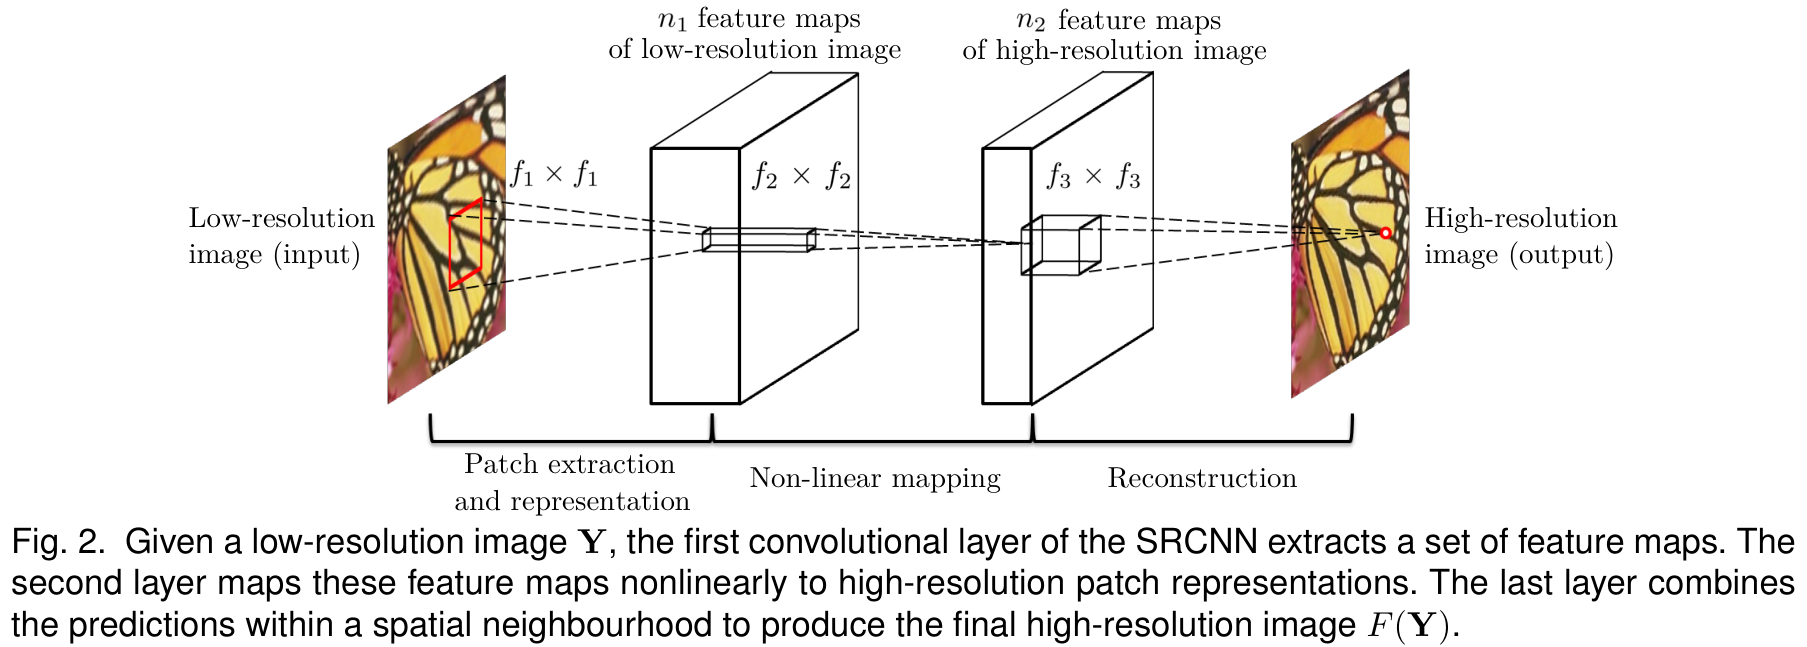 n₁ feature maps
of low-resolution image
n₂ feature maps
of high-resolution image
f₁ × f₁
f₂ × f₂
f₃ × f₃
Low-resolution
image (input)
High-resolution
image (output)
Patch extraction
and representation
Non-linear mapping
Reconstruction
Fig. 2. Given a low-resolution image Y, the first convolutional layer of the SRCNN extracts a set of feature maps. The
second layer maps these feature maps nonlinearly to high-resolution patch representations. The last layer combines
the predictions within a spatial neighbourhood to produce the final high-resolution image F(Y).